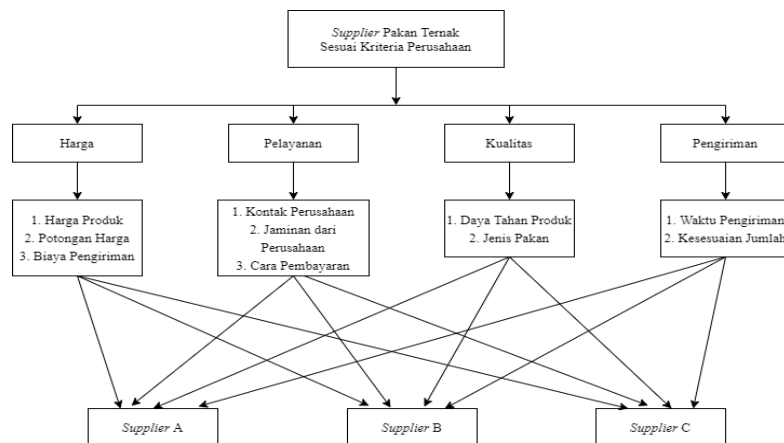 Supplier Pakan Ternak
Sesuai Kriteria Perusahaan
Harga
Pelayanan
Kualitas
Pengiriman
1. Harga Produk
2. Potongan Harga
3. Biaya Pengiriman
1. Kontak Perusahaan
2. Jaminan dari
Perusahaan
3. Cara Pembayaran
1. Daya Tahan Produk
2. Jenis Pakan
1. Waktu Pengiriman
2. Kesesuaian Jumlah
Supplier A
Supplier B
Supplier C